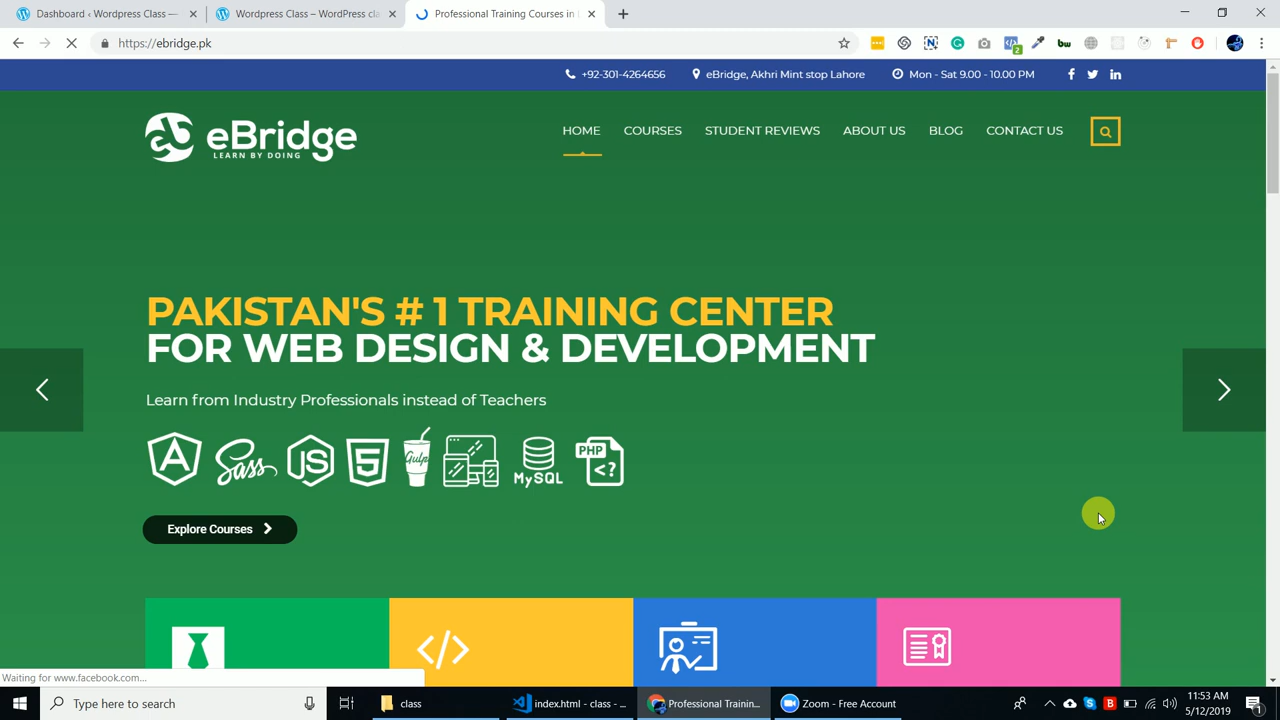 Dashboard ‹ Wordpress Class —
Wordpress Class – WordPress cla
Professional Training Courses in
https://ebridge.pk
2
+92-301-4264656
eBridge, Akhri Mint stop Lahore
Mon - Sat 9.00 - 10.00 PM
eBridge
LEARN BY DOING
HOME
COURSES
STUDENT REVIEWS
ABOUT US
BLOG
CONTACT US
PAKISTAN'S # 1 TRAINING CENTER
FOR WEB DESIGN & DEVELOPMENT
Learn from Industry Professionals instead of Teachers
A
Sass
JS
5
Gulp
MySQL
PHP
<?
Explore Courses
</>
Waiting for www.facebook.com...
Type here to search
class
index.html - class - ...
Professional Trainin...
Zoom - Free Account
11:53 AM
5/12/2019
1